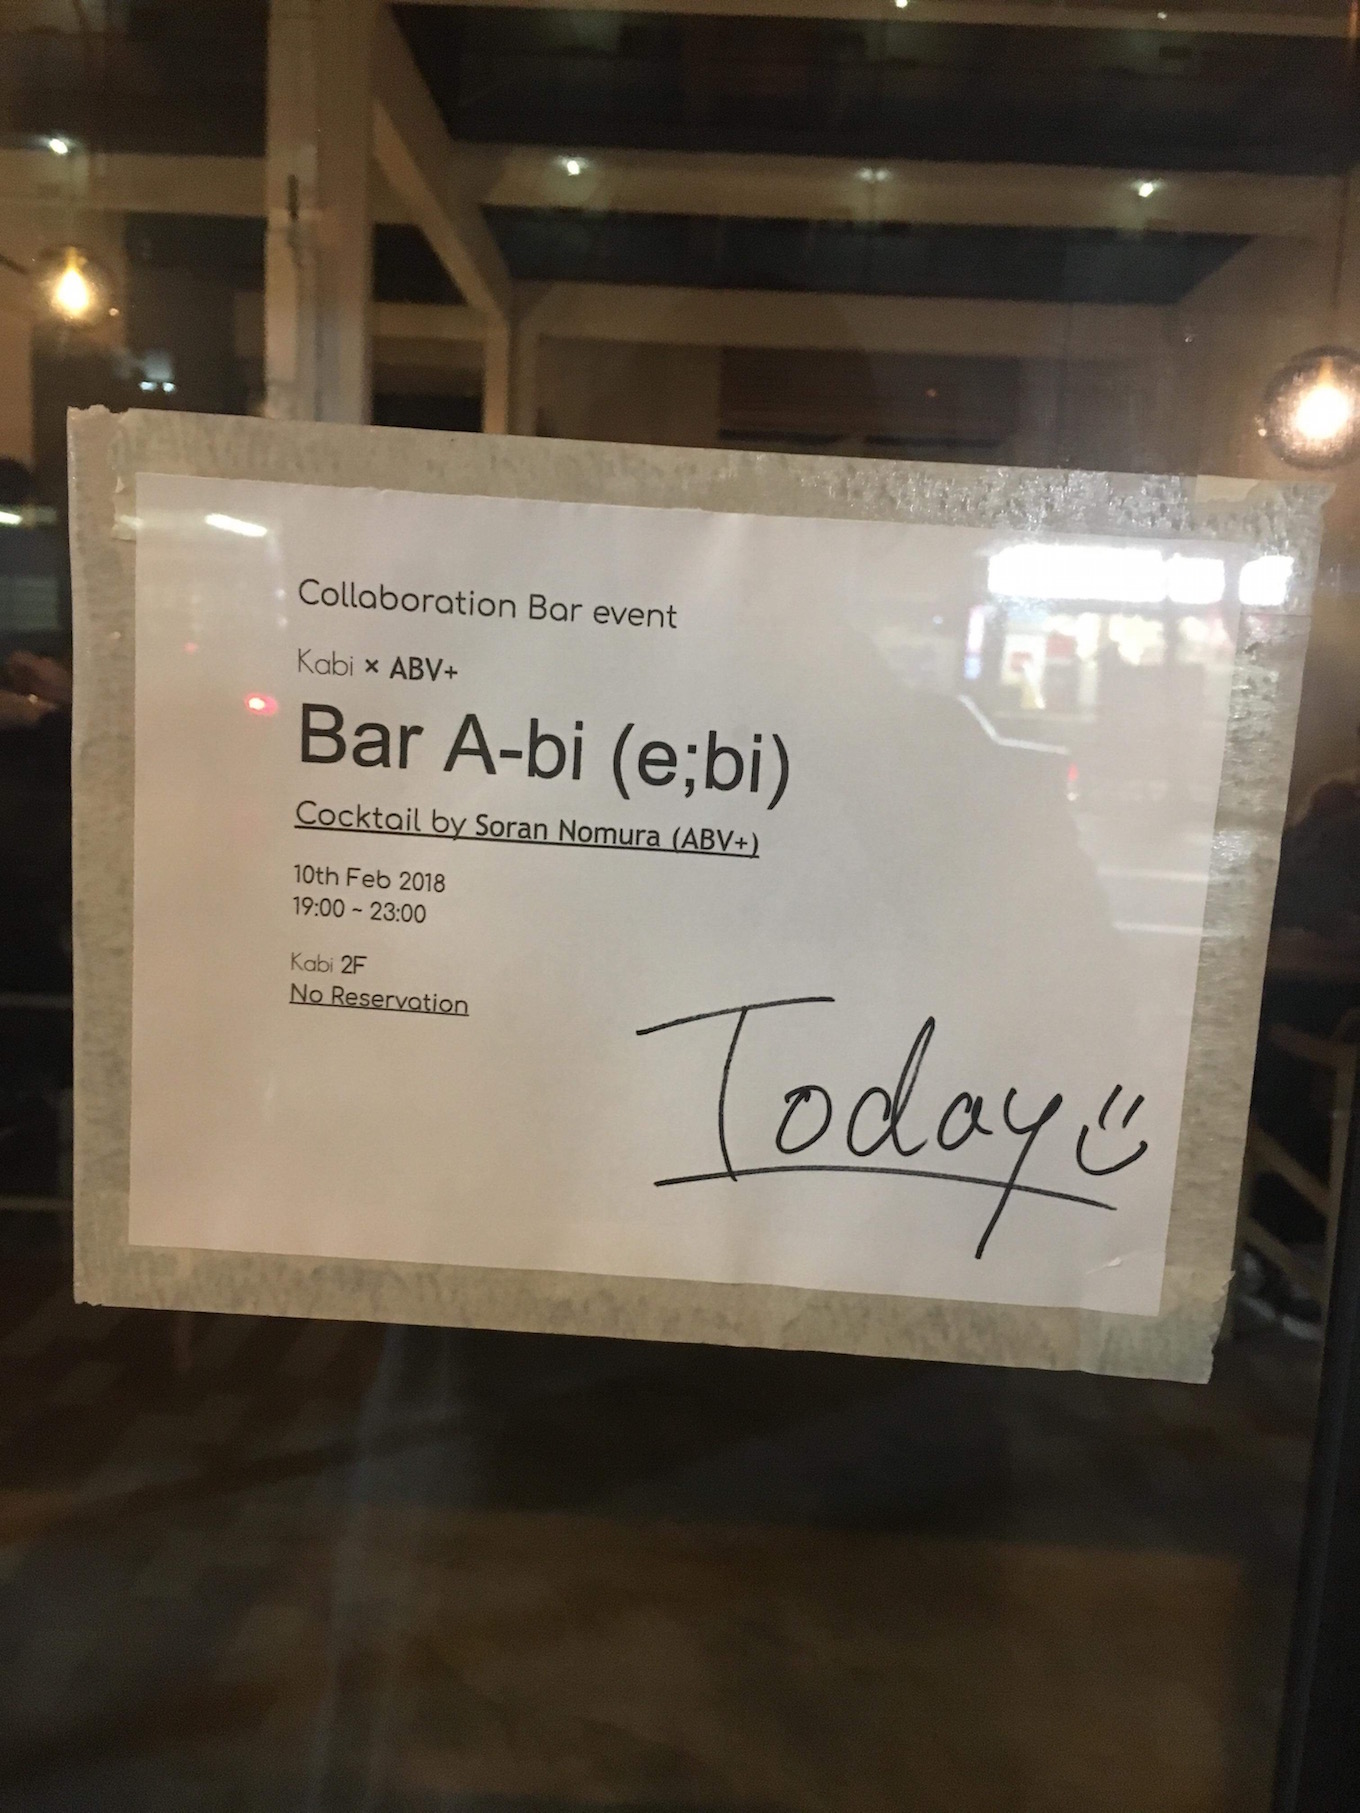 Collaboration Bar event
Kabi × ABV+
Bar A-bi (e;bi)
Cocktail by Soran Nomura (ABV+)
10th Feb 2018
19:00 ~ 23:00
Kabi 2F
No Reservation
Today